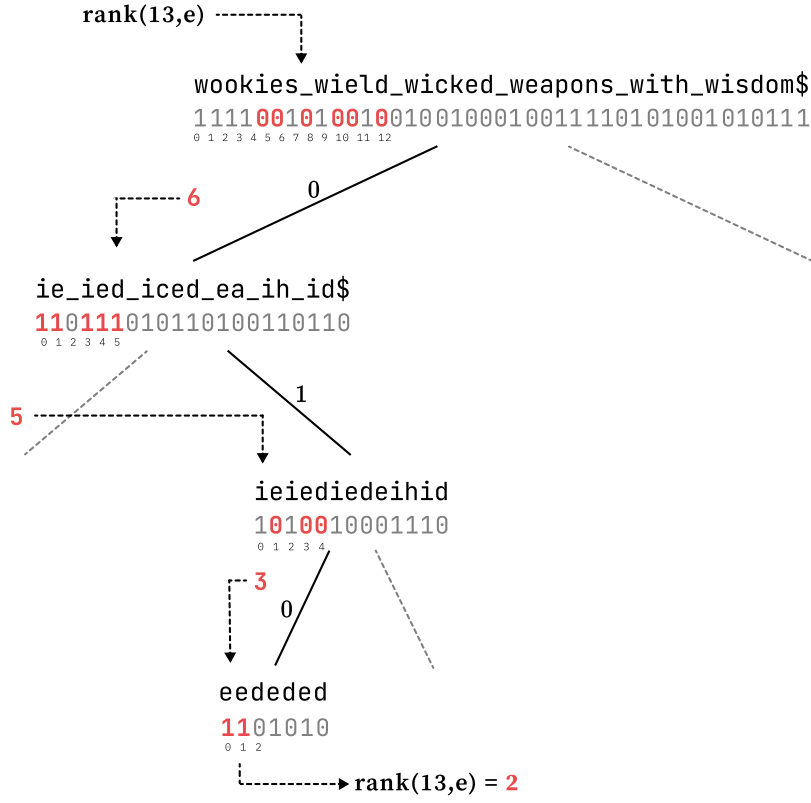 rank(13,e)
wookies_wield_wicked_weapons_with_wisdom$
11110010100100100100010011110101001010111
0 1 2 3 4 5 6 7 8 9 10 11 12
0
6
ie_ied_iced_ea_ih_id$
110111010110100110110
0 1 2 3 4 5
1
5
ieiediedeihid
1010010001110
0 1 2 3 4
3
0
eededed
1101010
0 1 2
rank(13,e) = 2